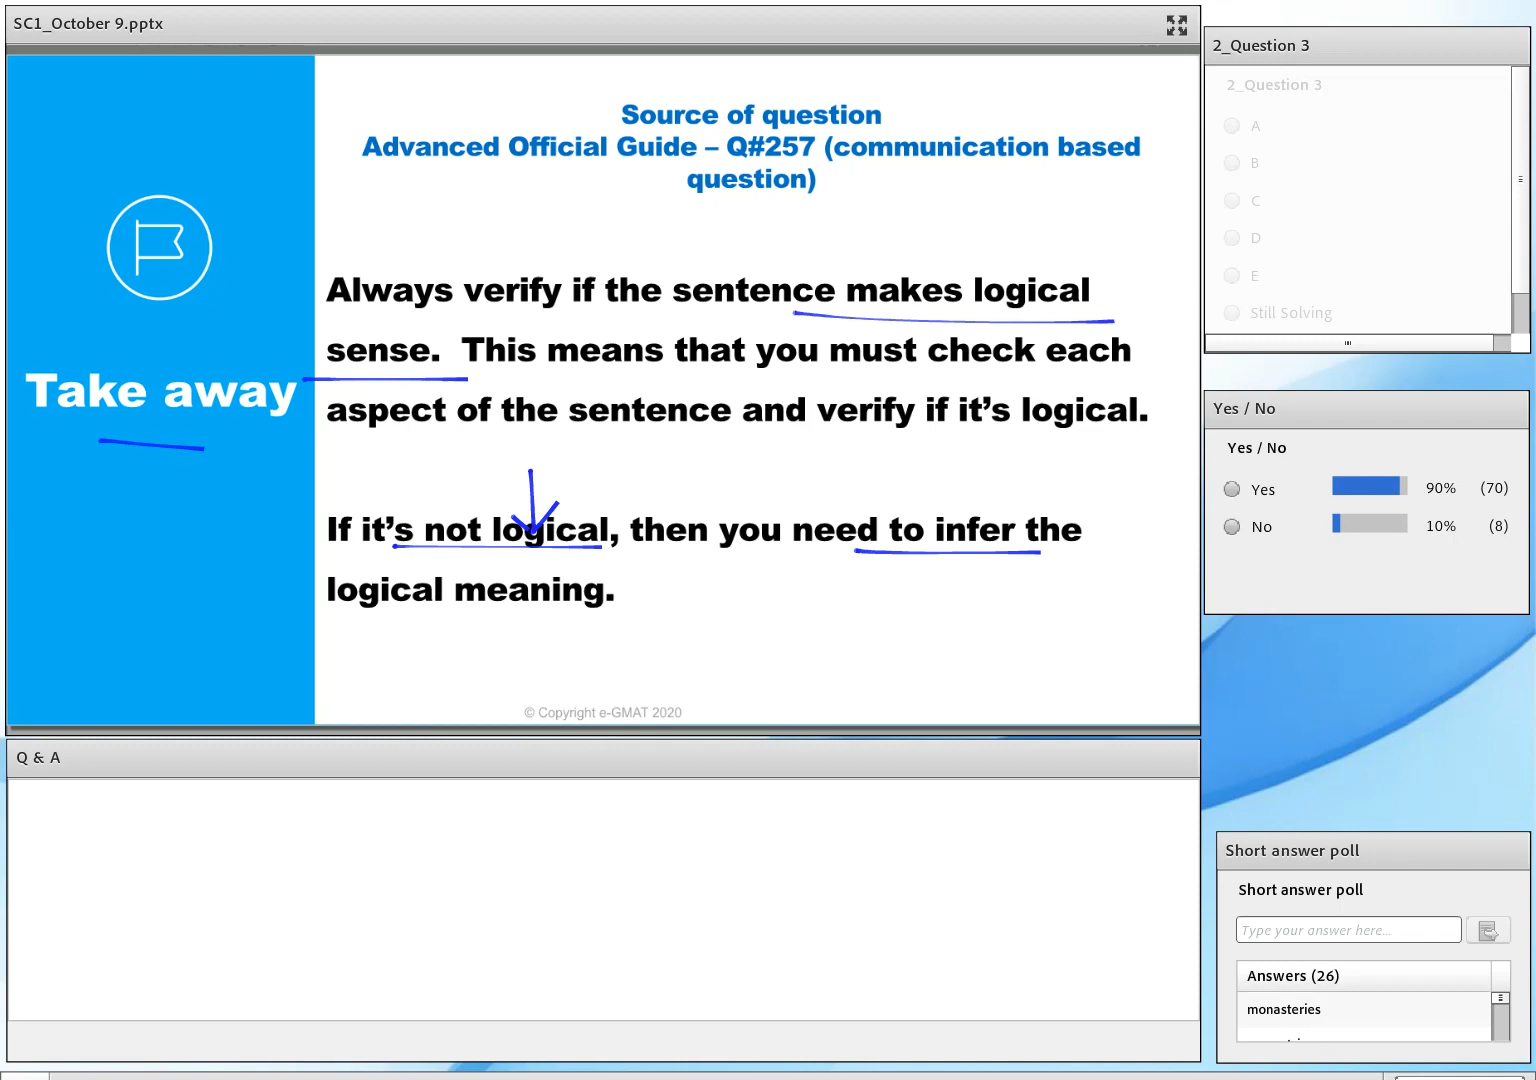 SC1_October 9.pptx
Source of question
Advanced Official Guide – Q#257 (communication based
question)
Take away
Always verify if the sentence makes logical
sense.  This means that you must check each
aspect of the sentence and verify if it’s logical.
If it’s not logical, then you need to infer the
logical meaning.
© Copyright e-GMAT 2020
Q & A
2_Question 3
2_Question 3
A
B
C
D
E
Still Solving
Yes / No
Yes / No
Yes 90% (70)
No 10% (8)
Short answer poll
Short answer poll
Type your answer here...
Answers (26)
monasteries